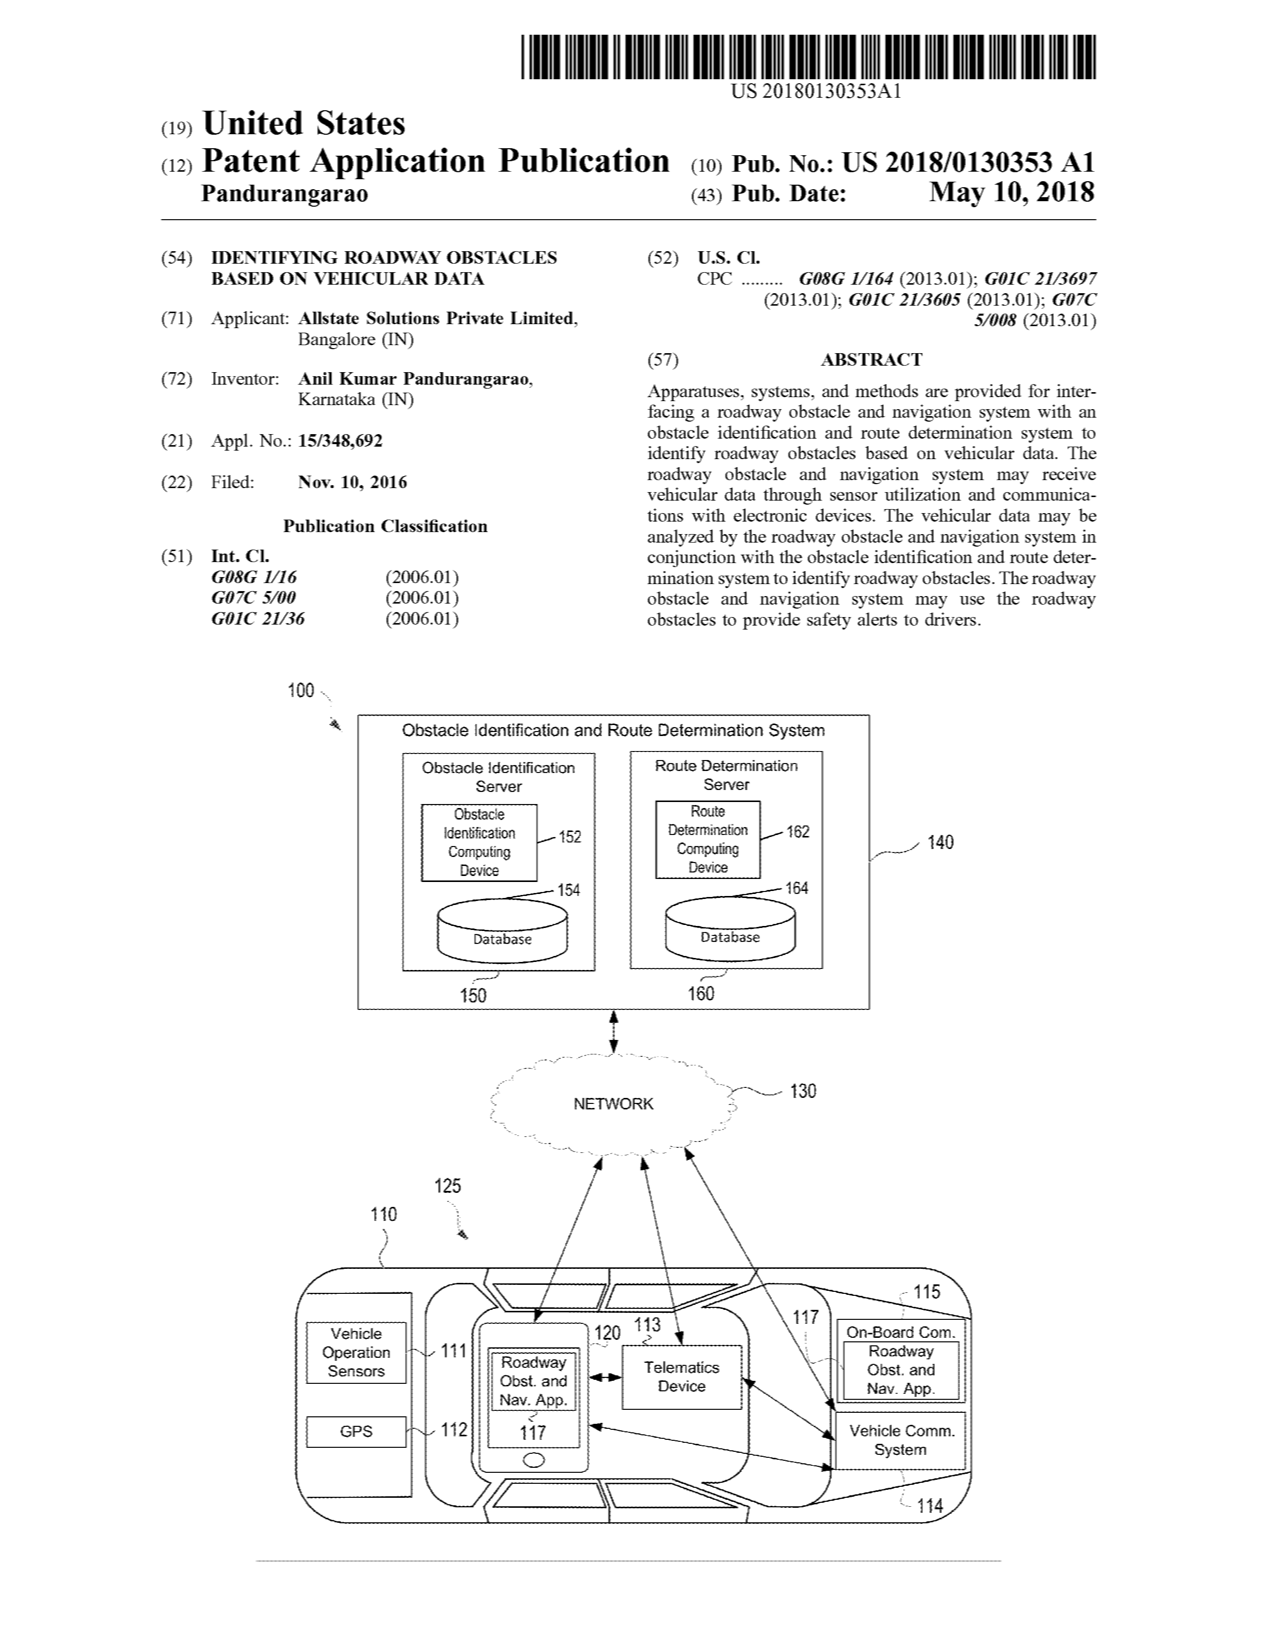 US 20180130353A1
(19) United States
(12) Patent Application Publication
(10) Pub. No.: US 2018/0130353 A1
Pandurangarao
(43) Pub. Date: May 10, 2018
(54) IDENTIFYING ROADWAY OBSTACLES
BASED ON VEHICULAR DATA
(71) Applicant: Allstate Solutions Private Limited,
Bangalore (IN)
(72) Inventor: Anil Kumar Pandurangarao,
Karnataka (IN)
(21) Appl. No.: 15/348,692
(22) Filed: Nov. 10, 2016
Publication Classification
(51) Int. Cl.
G08G 1/16 (2006.01)
G07C 5/00 (2006.01)
G01C 21/36 (2006.01)
(52) U.S. Cl.
CPC ......... G08G 1/164 (2013.01); G01C 21/3697
(2013.01); G01C 21/3605 (2013.01); G07C
5/008 (2013.01)
(57) ABSTRACT
Apparatuses, systems, and methods are provided for inter-
facing a roadway obstacle and navigation system with an
obstacle identification and route determination system to
identify roadway obstacles based on vehicular data. The
roadway obstacle and navigation system may receive
vehicular data through sensor utilization and communica-
tions with electronic devices. The vehicular data may be
analyzed by the roadway obstacle and navigation system in
conjunction with the obstacle identification and route deter-
mination system to identify roadway obstacles. The roadway
obstacle and navigation system may use the roadway
obstacles to provide safety alerts to drivers.
100
Obstacle Identification and Route Determination System
Obstacle Identification
Server
Obstacle
Identification
Computing
Device
152
154
Database
150
Route Determination
Server
Route
Determination
Computing
Device
162
164
Database
160
140
NETWORK
130
125
110
Vehicle
Operation
Sensors
111
GPS
112
120
Roadway
Obst. and
Nav. App.
117
113
Telematics
Device
115
117
On-Board Com.
Roadway
Obst. and
Nav. App.
Vehicle Comm.
System
114